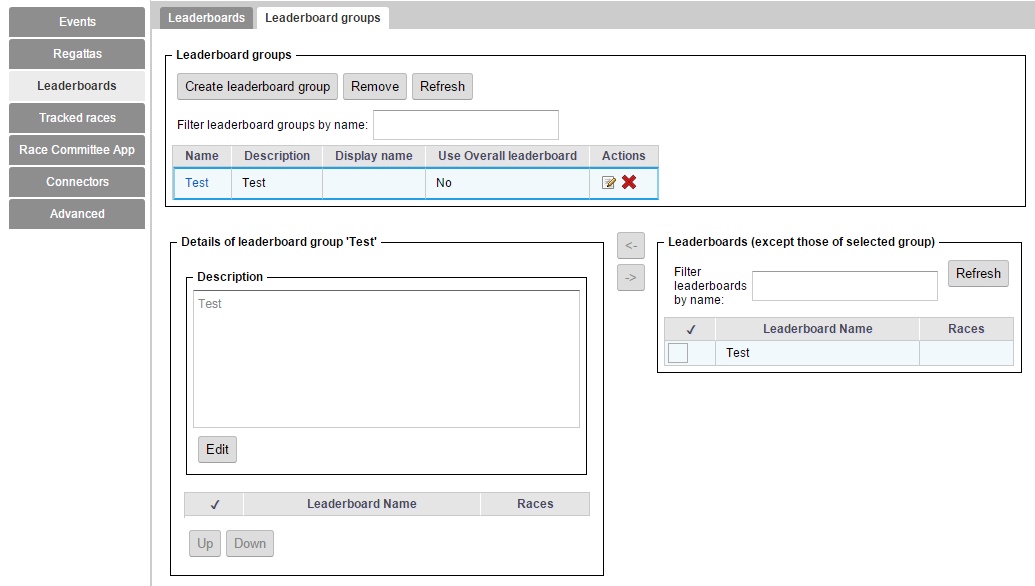 Events
Regattas
Leaderboards
Tracked races
Race Committee App
Connectors
Advanced
Leaderboards Leaderboard groups
Leaderboard groups
Create leaderboard group Remove Refresh
Filter leaderboard groups by name:
Name Description Display name Use Overall leaderboard Actions
Test Test No
Details of leaderboard group 'Test'
Description
Test
Edit
✓ Leaderboard Name Races
Up Down
<-
->
Leaderboards (except those of selected group)
Filter
leaderboards
by name:
Refresh
✓ Leaderboard Name Races
Test